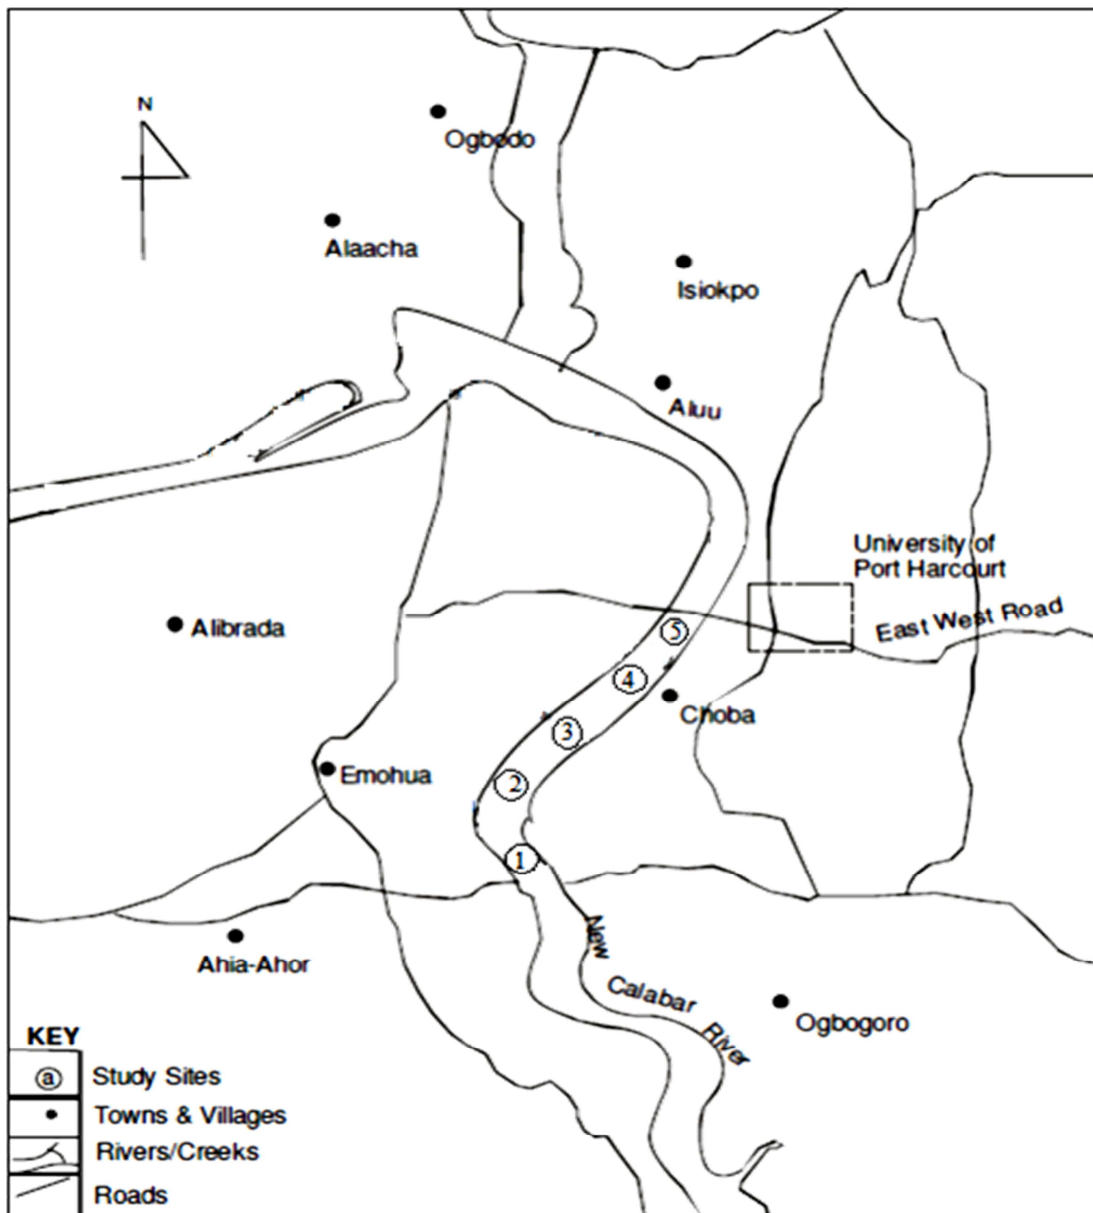 N
Ogbodo
Alaacha
Isiokpo
Aluu
University of
Port Harcourt
East West Road
Alibrada
5
4
Choba
3
Emohua
2
1
New
Calabar
River
Ahia-Ahor
Ogbogoro
KEY
a Study Sites
Towns & Villages
Rivers/Creeks
Roads